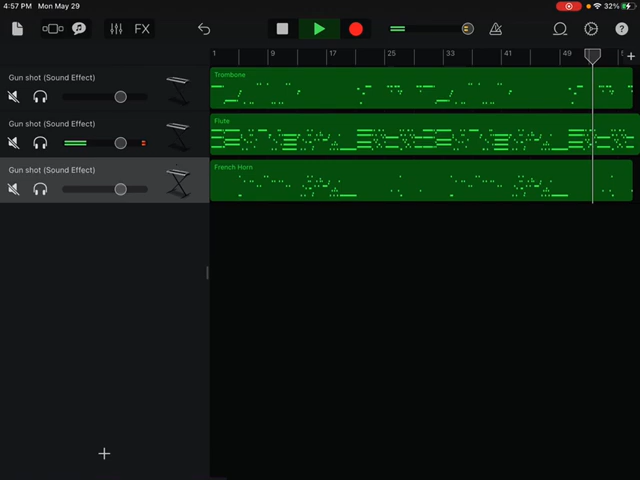 4:57 PM Mon May 29
32%
FX
?
1 9 17 25 33 41 49
+
Gun shot (Sound Effect)
Trombone
Gun shot (Sound Effect)
Flute
Gun shot (Sound Effect)
French Horn
+